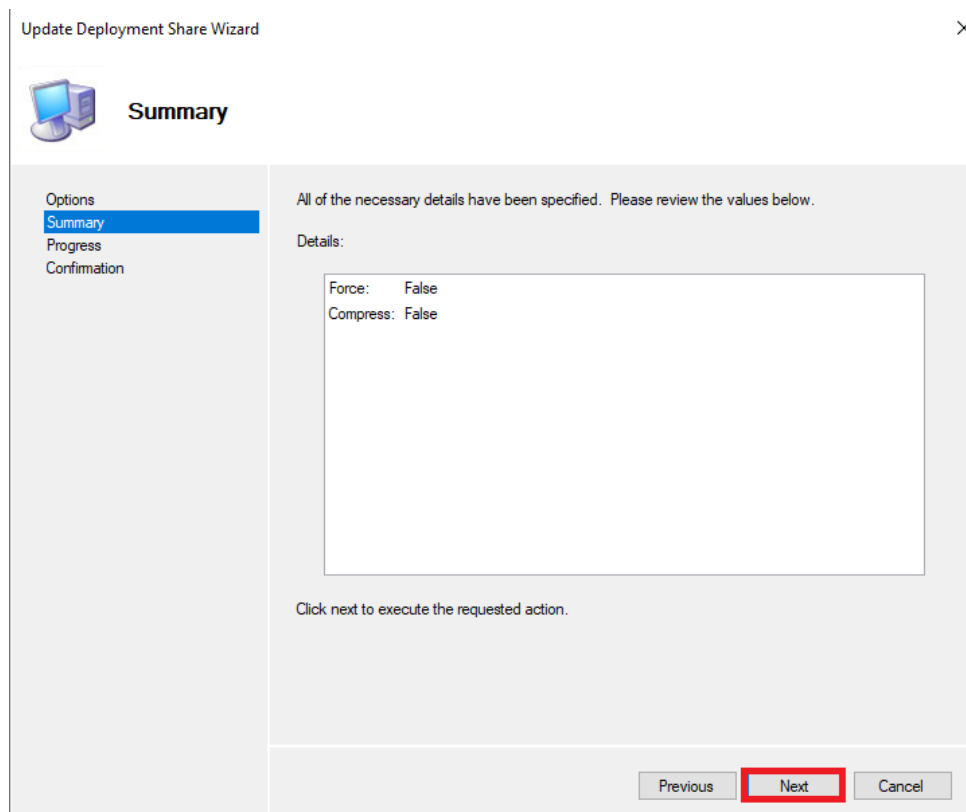 Update Deployment Share Wizard
Summary
Options
Summary
Progress
Confirmation
All of the necessary details have been specified. Please review the values below.
Details:
Force: False
Compress: False
Click next to execute the requested action.
Previous Next Cancel